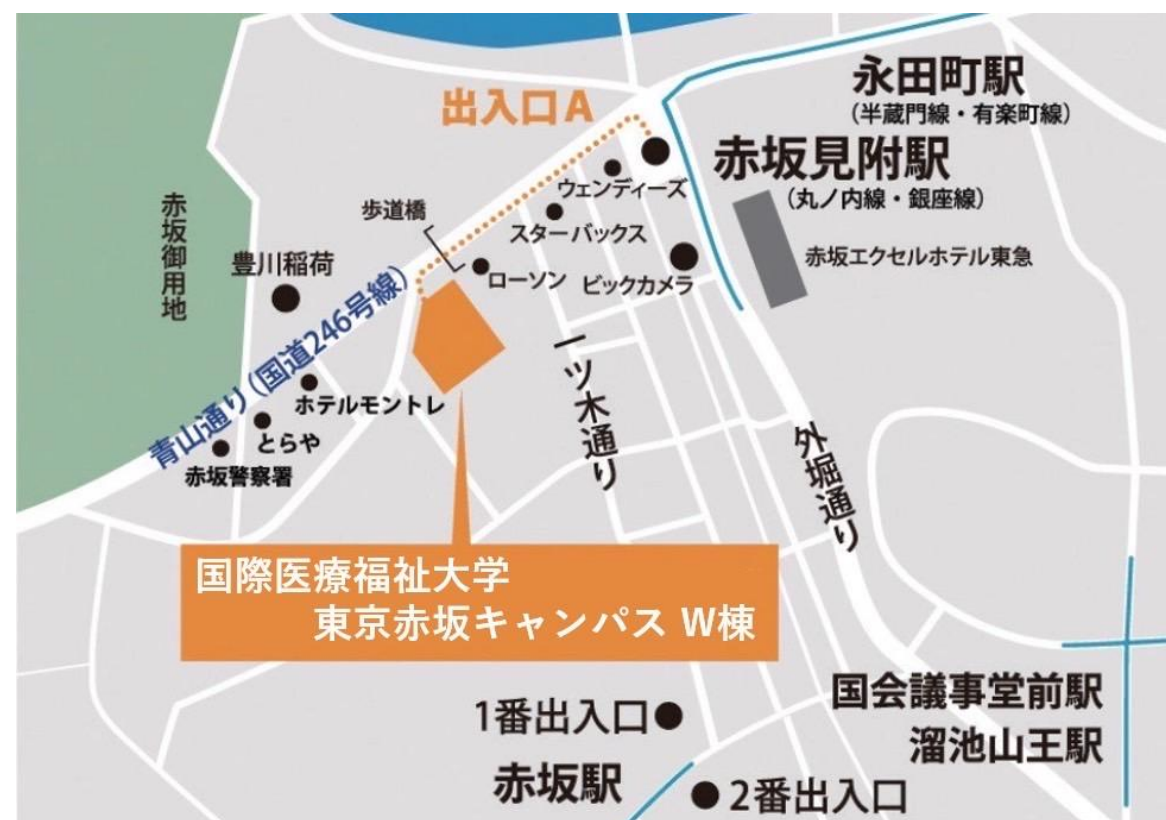 永田町駅
(半蔵門線・有楽町線)
出入口A
赤坂見附駅
(丸ノ内線・銀座線)
ウェンディーズ
赤坂御用地
歩道橋
スターバックス
豊川稲荷
ローソン
ビックカメラ
赤坂エクセルホテル東急
青山通り(国道246号線)
一ツ木通り
ホテルモントレ
とらや
赤坂警察署
外堀通り
国際医療福祉大学
東京赤坂キャンパス W棟
国会議事堂前駅
溜池山王駅
1番出入口
赤坂駅
2番出入口